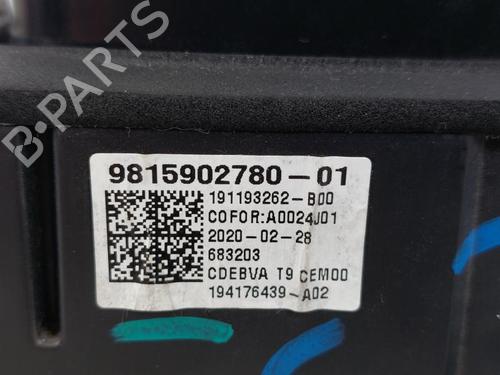 9815902780-01
191193262-B00
COFOR:A0024J01
2020-02-28
683203
CDEBVA T9 CEM00
194176439-A02
B-PARTS